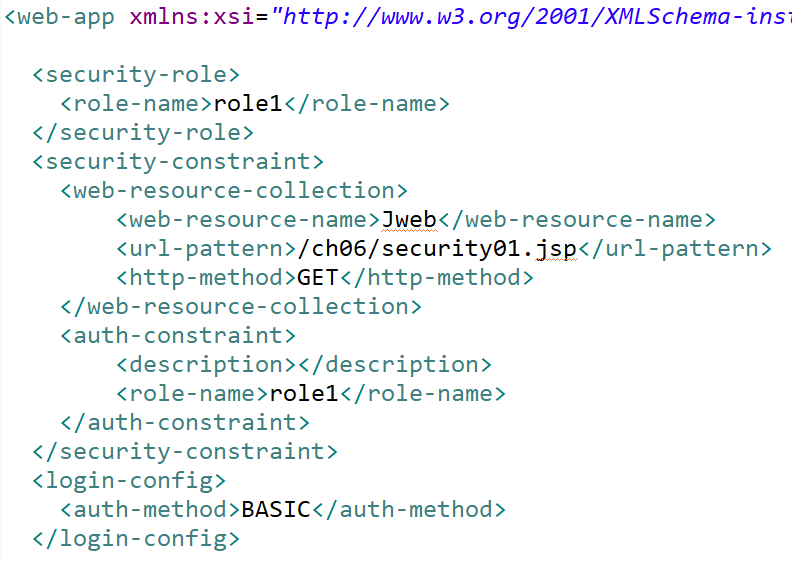 <web-app xmlns:xsi="http://www.w3.org/2001/XMLSchema-inst
<security-role>
<role-name>role1</role-name>
</security-role>
<security-constraint>
<web-resource-collection>
<web-resource-name>Jweb</web-resource-name>
<url-pattern>/ch06/security01.jsp</url-pattern>
<http-method>GET</http-method>
</web-resource-collection>
<auth-constraint>
<description></description>
<role-name>role1</role-name>
</auth-constraint>
</security-constraint>
<login-config>
<auth-method>BASIC</auth-method>
</login-config>